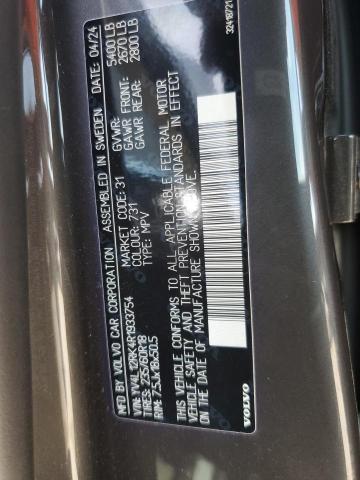 MFD BY VOLVO CAR CORPORATION ASSEMBLED IN SWEDEN DATE: 04/24
VIN: YV4L12RK4R1933754 MARKET CODE: 31 GVWR: 5400 LB
TIRES: 235/60R18 COLOUR: 731 GAWR FRONT: 2670 LB
RIM: 7.5JX18x50.5 TYPE: MPV GAWR REAR: 2800 LB
THIS VEHICLE CONFORMS TO ALL APPLICABLE FEDERAL MOTOR
VEHICLE SAFETY AND THEFT PREVENTION STANDARDS IN EFFECT
ON THE DATE OF MANUFACTURE SHOWN ABOVE.
VOLVO
32418721